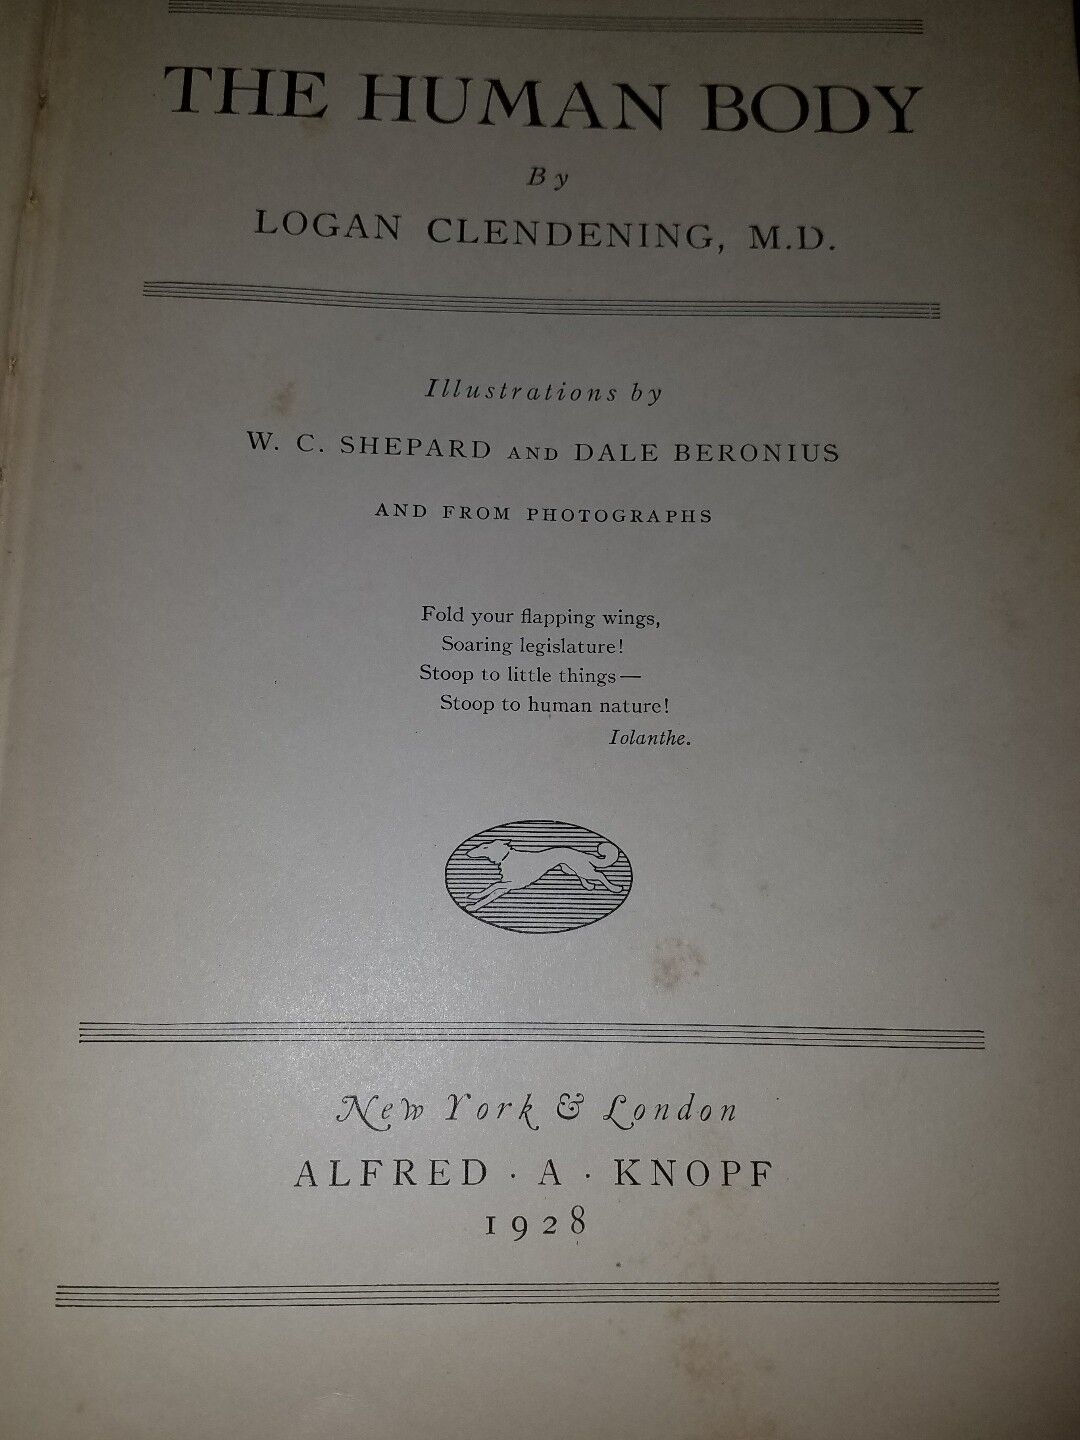 THE HUMAN BODY
By
LOGAN CLENDENING, M.D.
Illustrations by
W. C. SHEPARD AND DALE BERONIUS
AND FROM PHOTOGRAPHS
Fold your flapping wings,
Soaring legislature!
Stoop to little things—
Stoop to human nature!
Iolanthe.
New York & London
ALFRED · A · KNOPF
1928